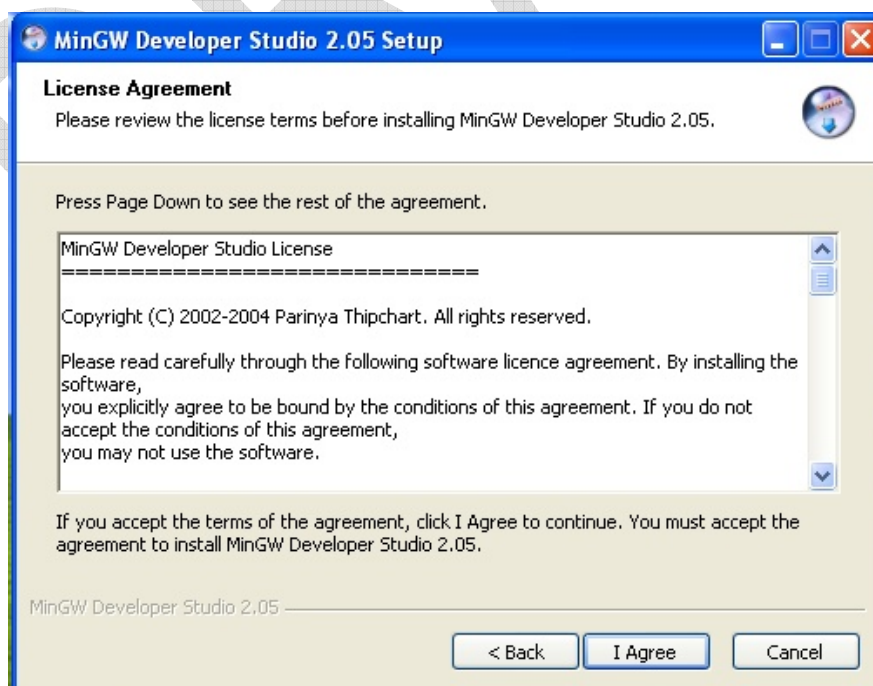 MinGW Developer Studio 2.05 Setup
License Agreement
Please review the license terms before installing MinGW Developer Studio 2.05.
Press Page Down to see the rest of the agreement.
MinGW Developer Studio License
==============================
Copyright (C) 2002-2004 Parinya Thipchart. All rights reserved.
Please read carefully through the following software licence agreement. By installing the
software,
you explicitly agree to be bound by the conditions of this agreement. If you do not
accept the conditions of this agreement,
you may not use the software.
If you accept the terms of the agreement, click I Agree to continue. You must accept the
agreement to install MinGW Developer Studio 2.05.
MinGW Developer Studio 2.05
< Back I Agree Cancel